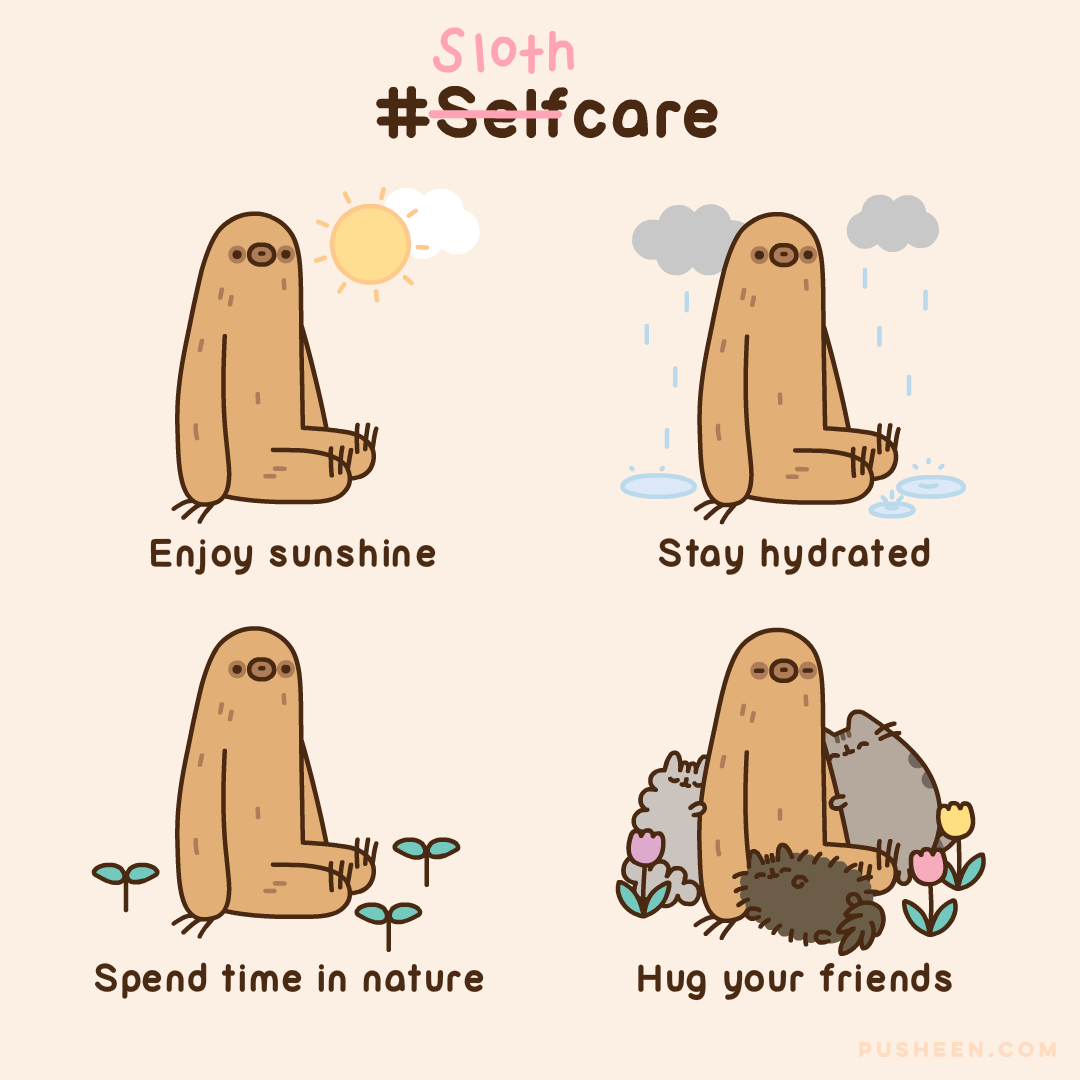 Sloth
#Selfcare
Enjoy sunshine
Stay hydrated
Spend time in nature
Hug your friends
PUSHEEN.COM